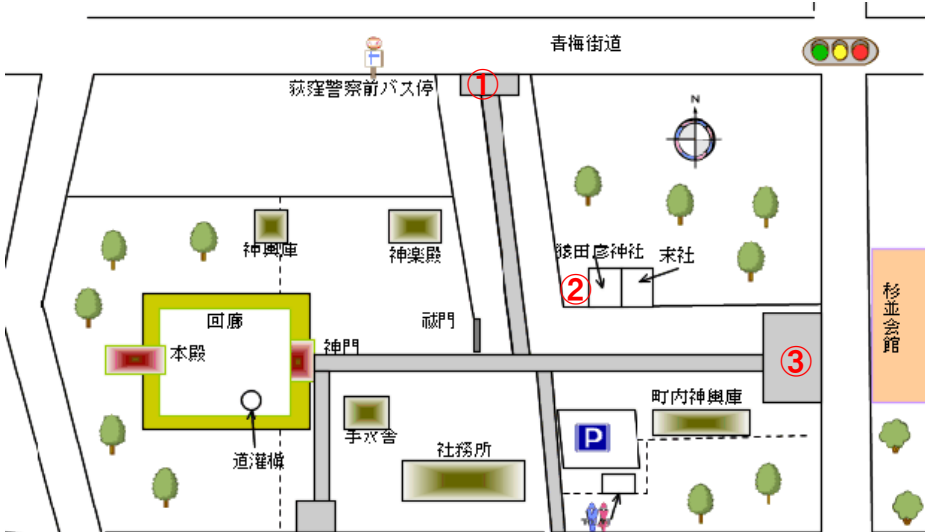 青梅街道
①
荻窪警察前バス停
N
神輿庫
神楽殿
猿田彦神社
末社
②
回廊
祓門
杉並会館
本殿
神門
③
町内神輿庫
手水舎
P
道灌槇
社務所